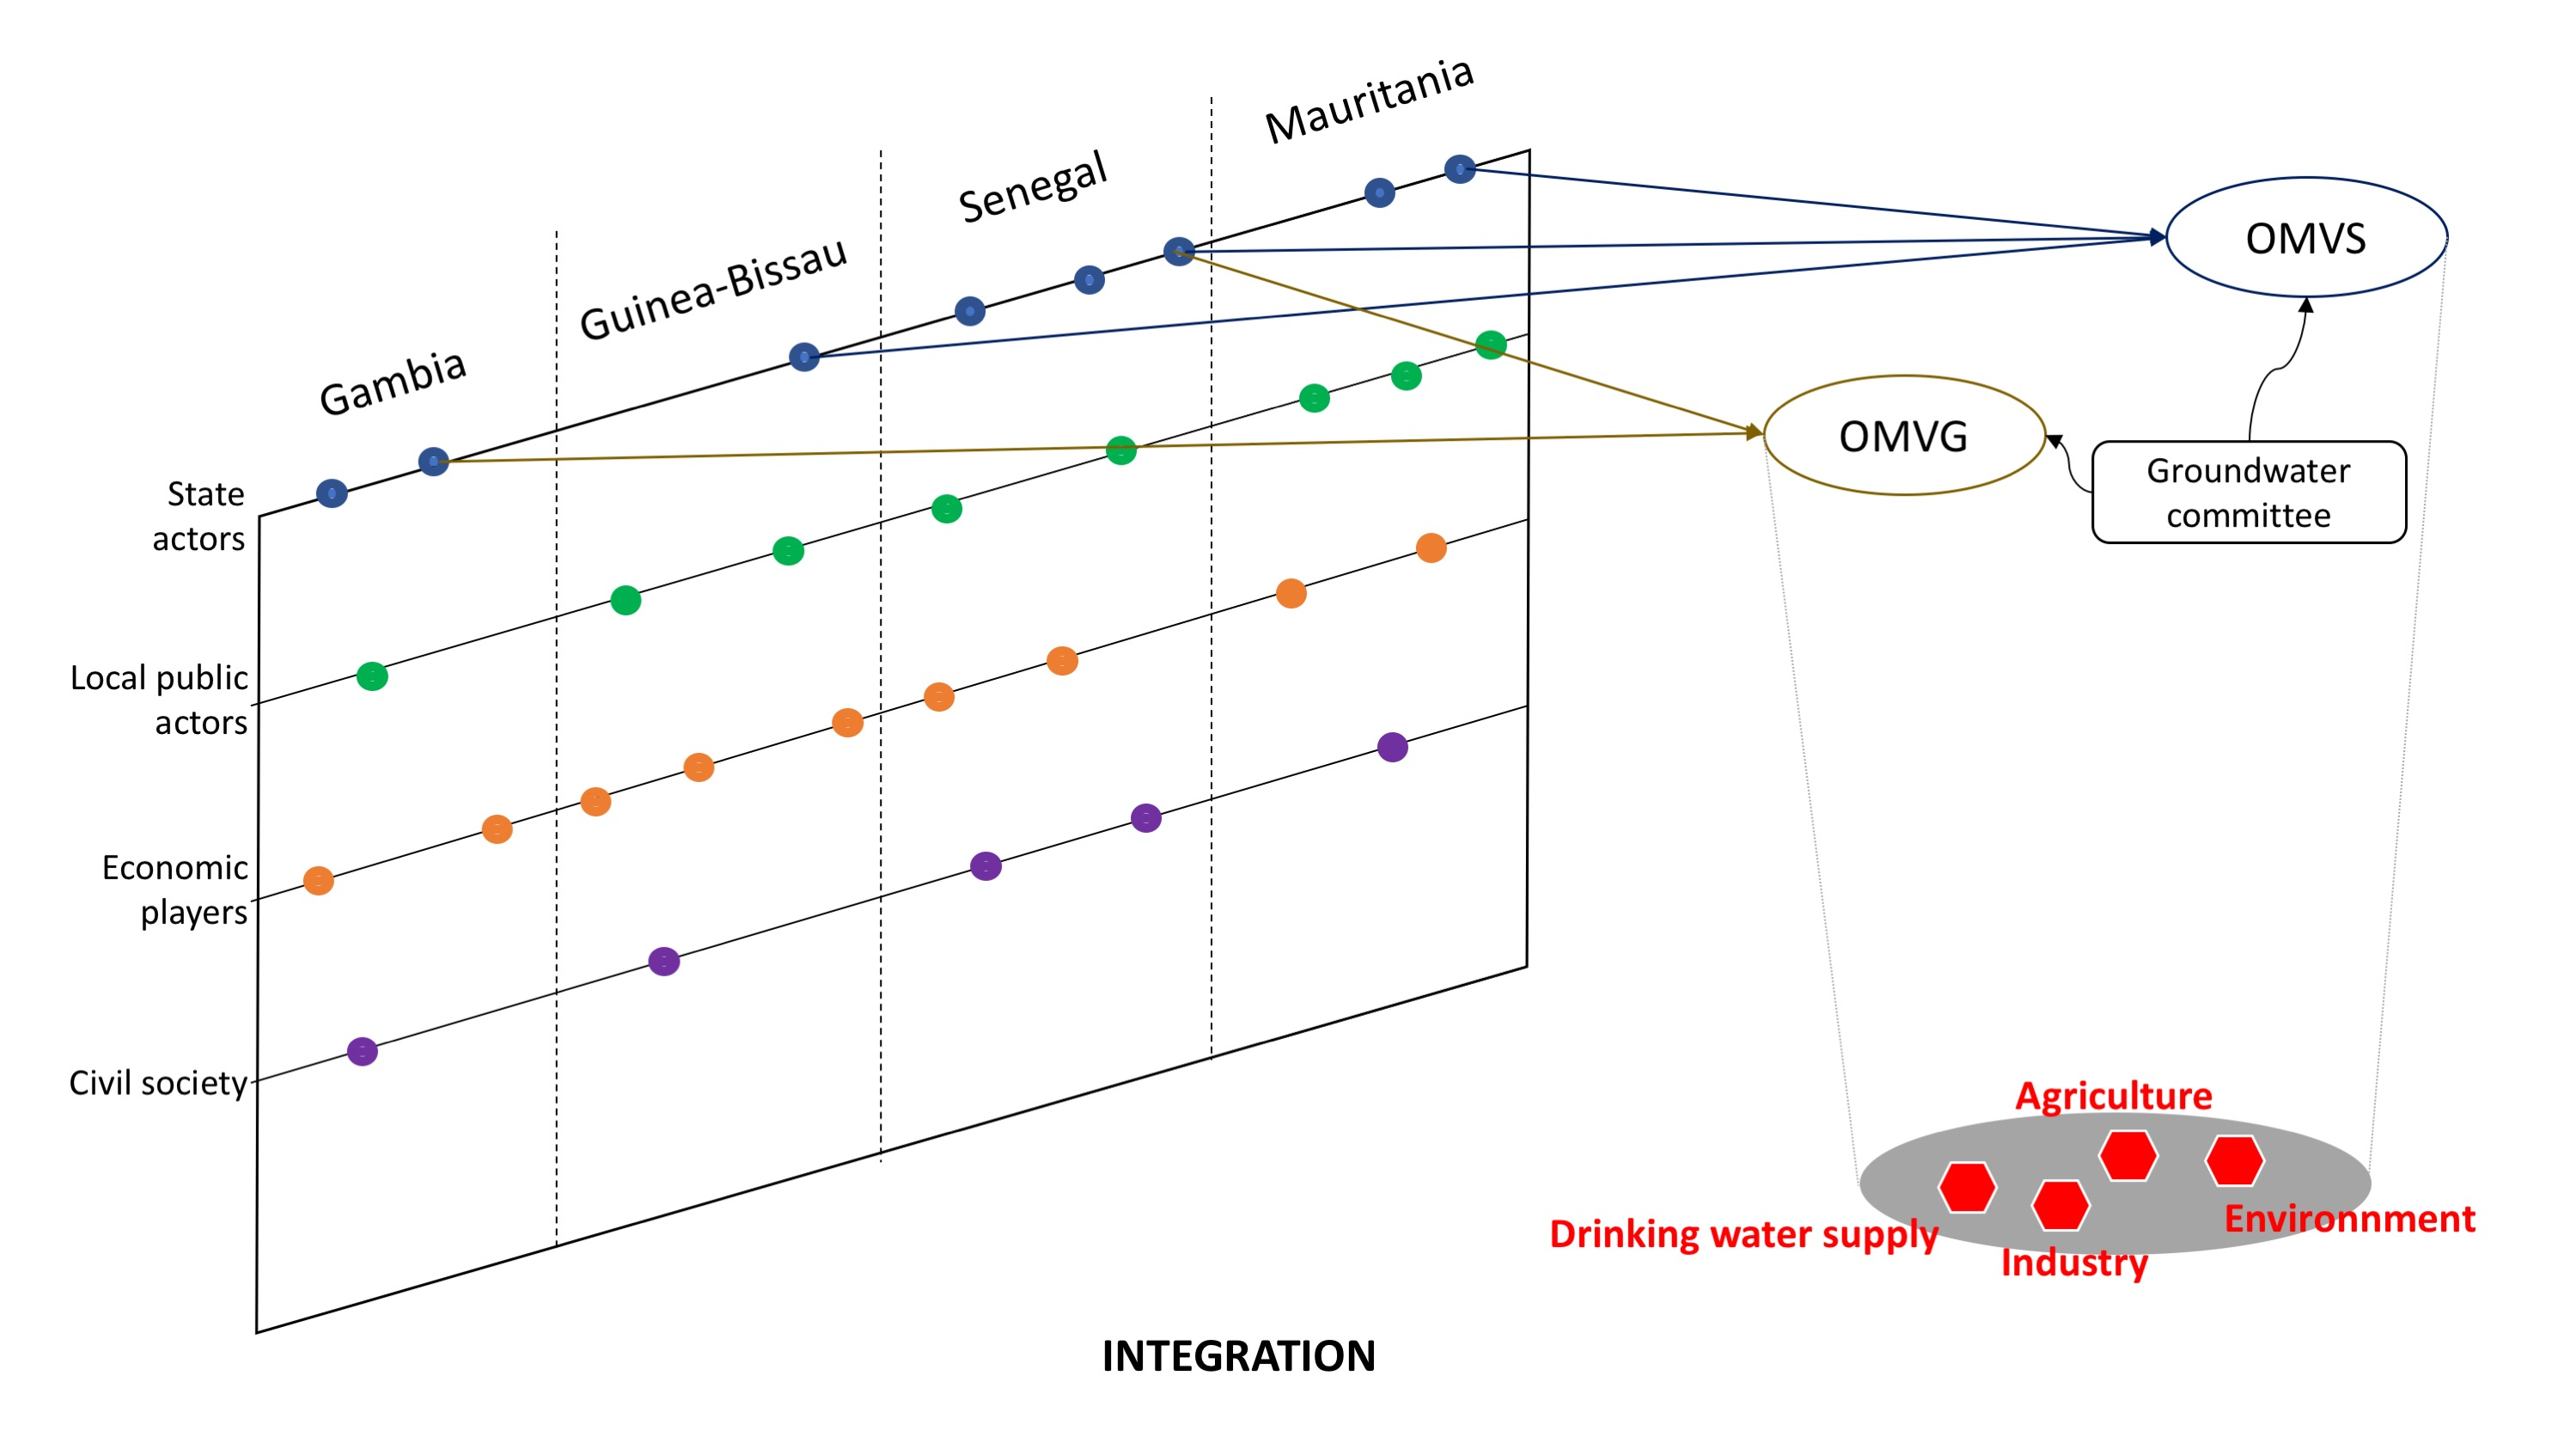 Gambia
Guinea-Bissau
Senegal
Mauritania
State
actors
Local public
actors
Economic
players
Civil society
OMVS
OMVG
Groundwater
committee
Agriculture
Drinking water supply
Environnment
Industry
INTEGRATION